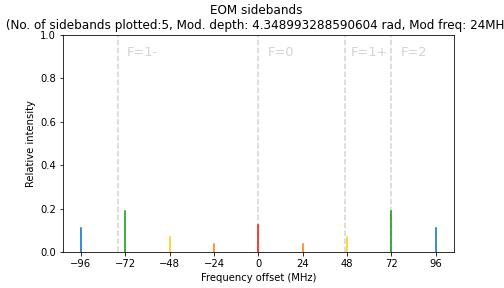 EOM sidebands
(No. of sidebands plotted:5, Mod. depth: 4.348993288590604 rad, Mod freq: 24MH
1.0
F=1-
F=0
F=1+
F=2
0.8
0.6
0.4
0.2
0.0
Relative intensity
−96
−72
−48
−24
0
24
48
72
96
Frequency offset (MHz)